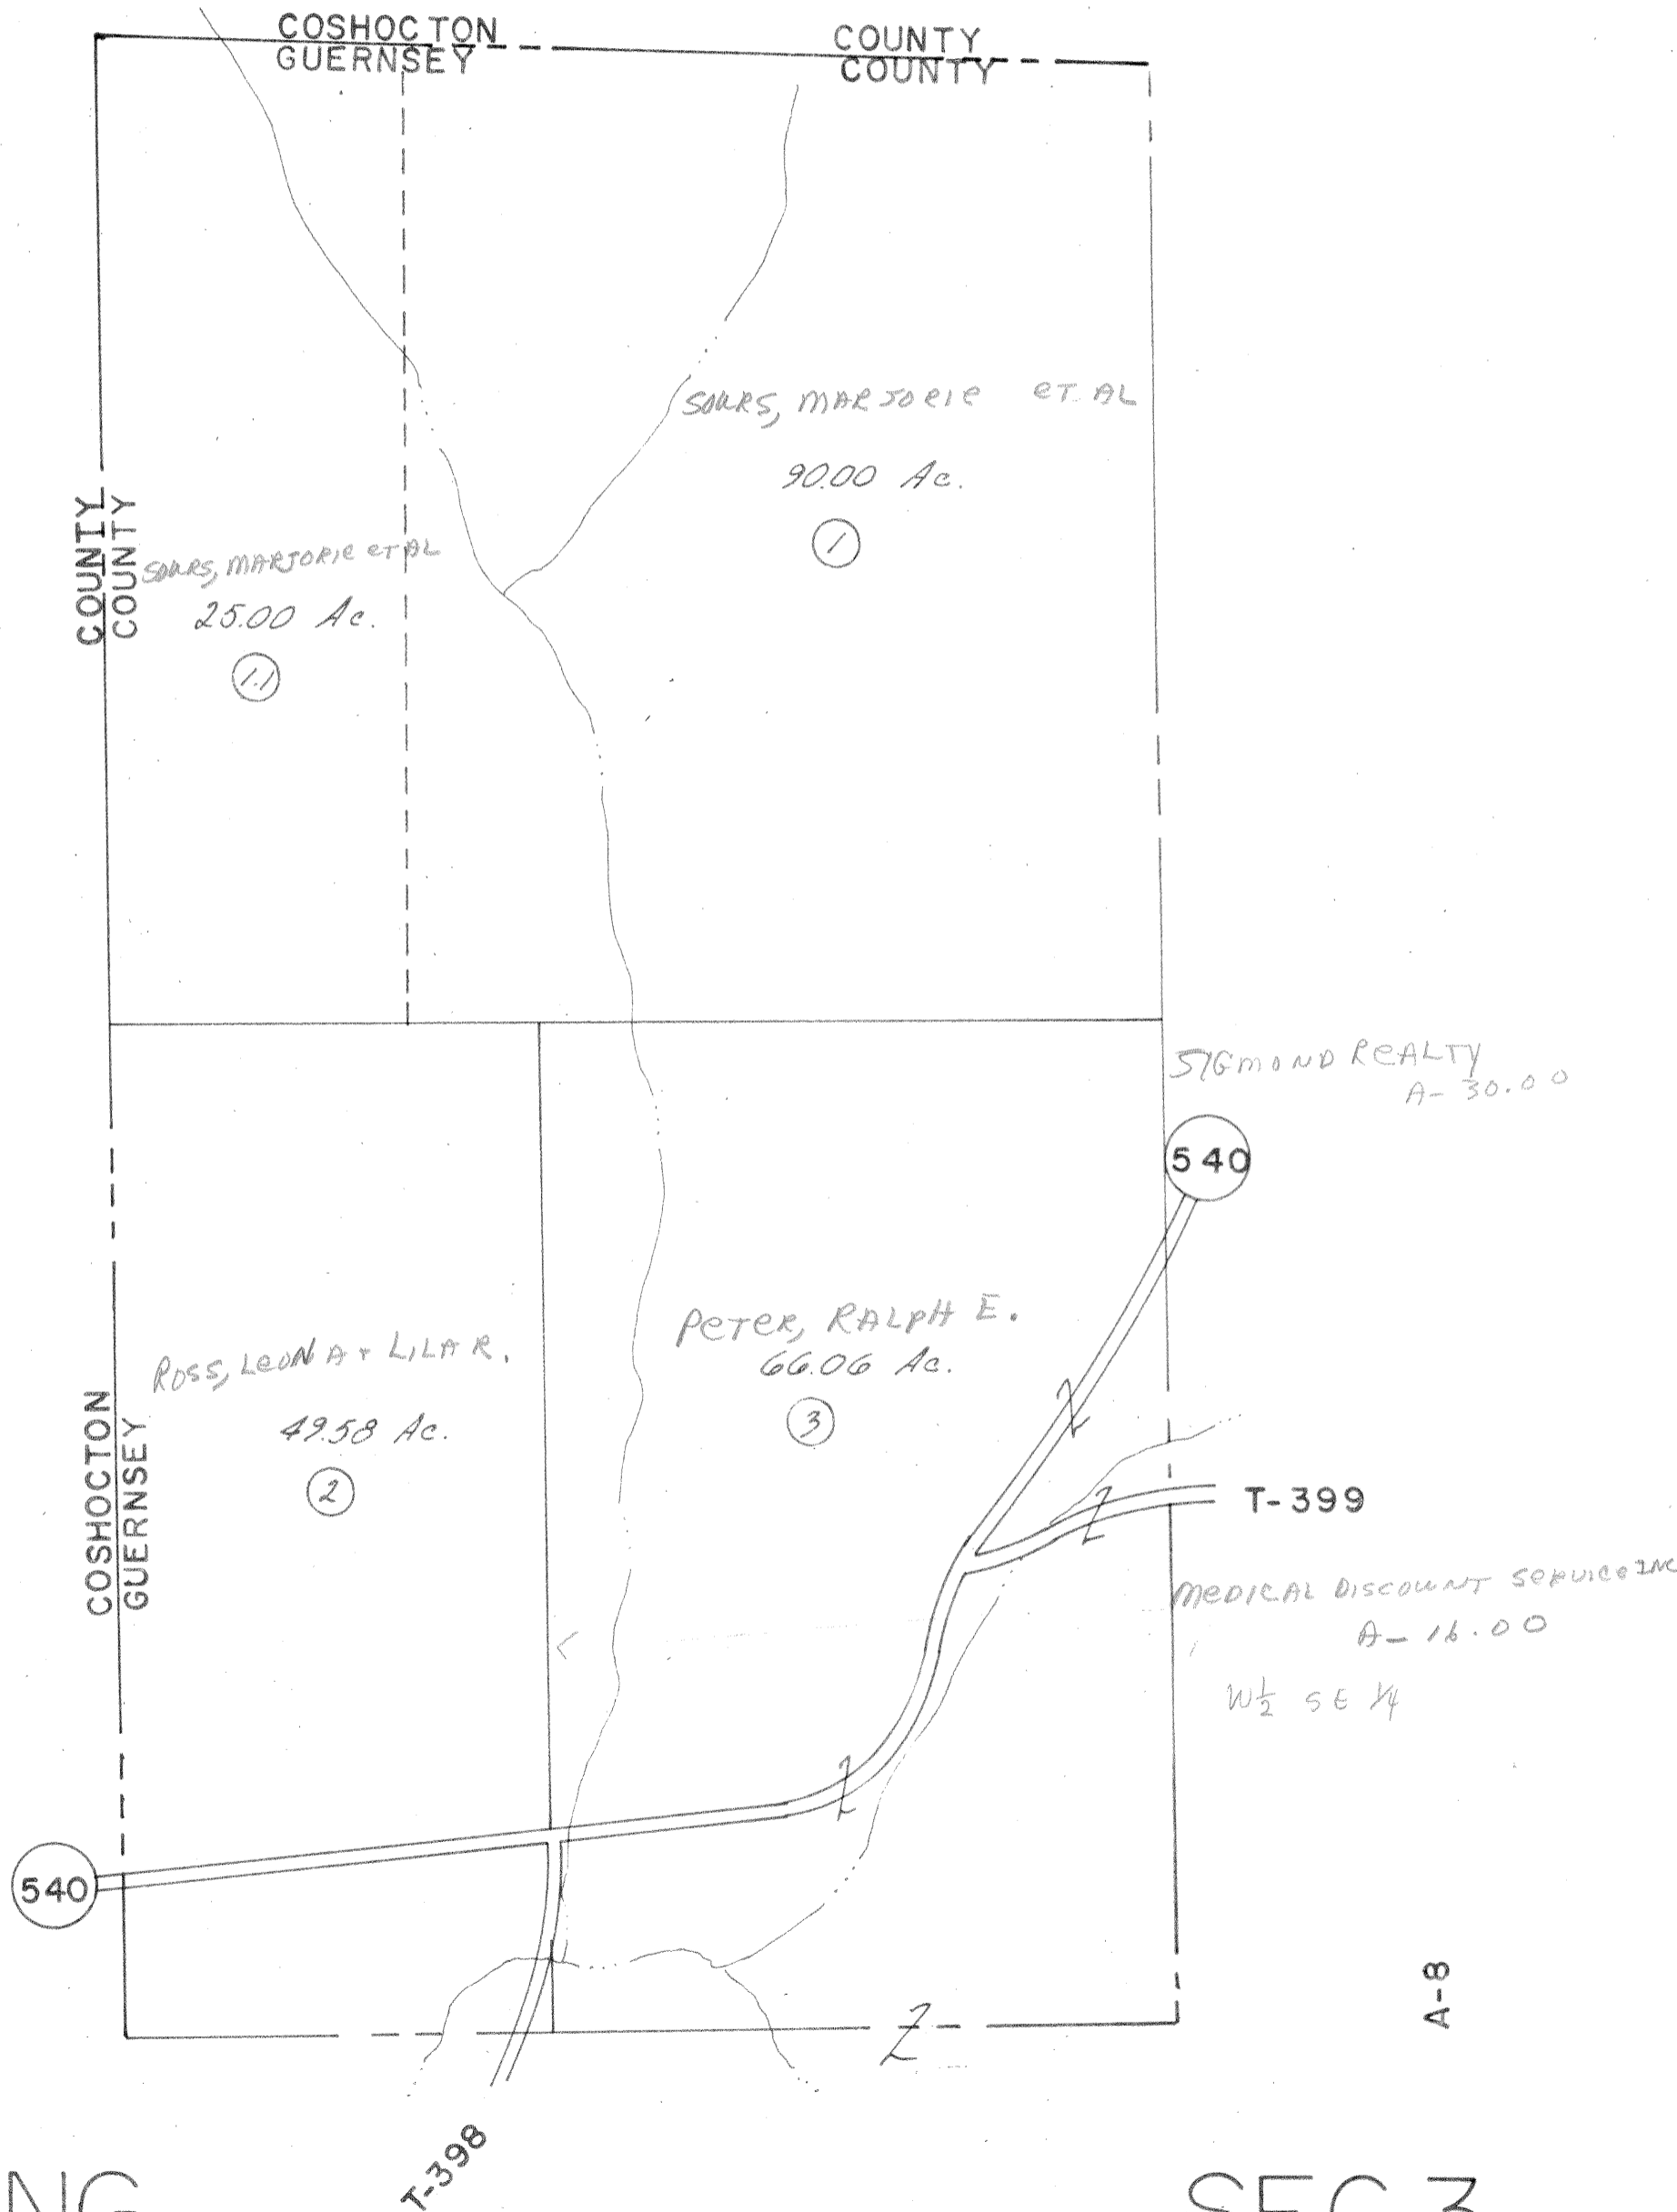 COSHOCTON COUNTY
GUERNSEY COUNTY
SOURS, MARJORIE ET AL
90.00 Ac.
1
COUNTY
COUNTY
SOURS, MARJORIE ET AL
25.00 Ac.
1.1
SIGMOND REALTY
A- 30.00
540
PETER, RALPH E.
66.06 Ac.
3
ROSS, LEON A + LILA R.
49.58 Ac.
2
COSHOCTON
GUERNSEY
T-399
MEDICAL DISCOUNT SERVICE INC
A- 16.00
W½ SE ¼
540
A-8
T-398
NG
SEC 3